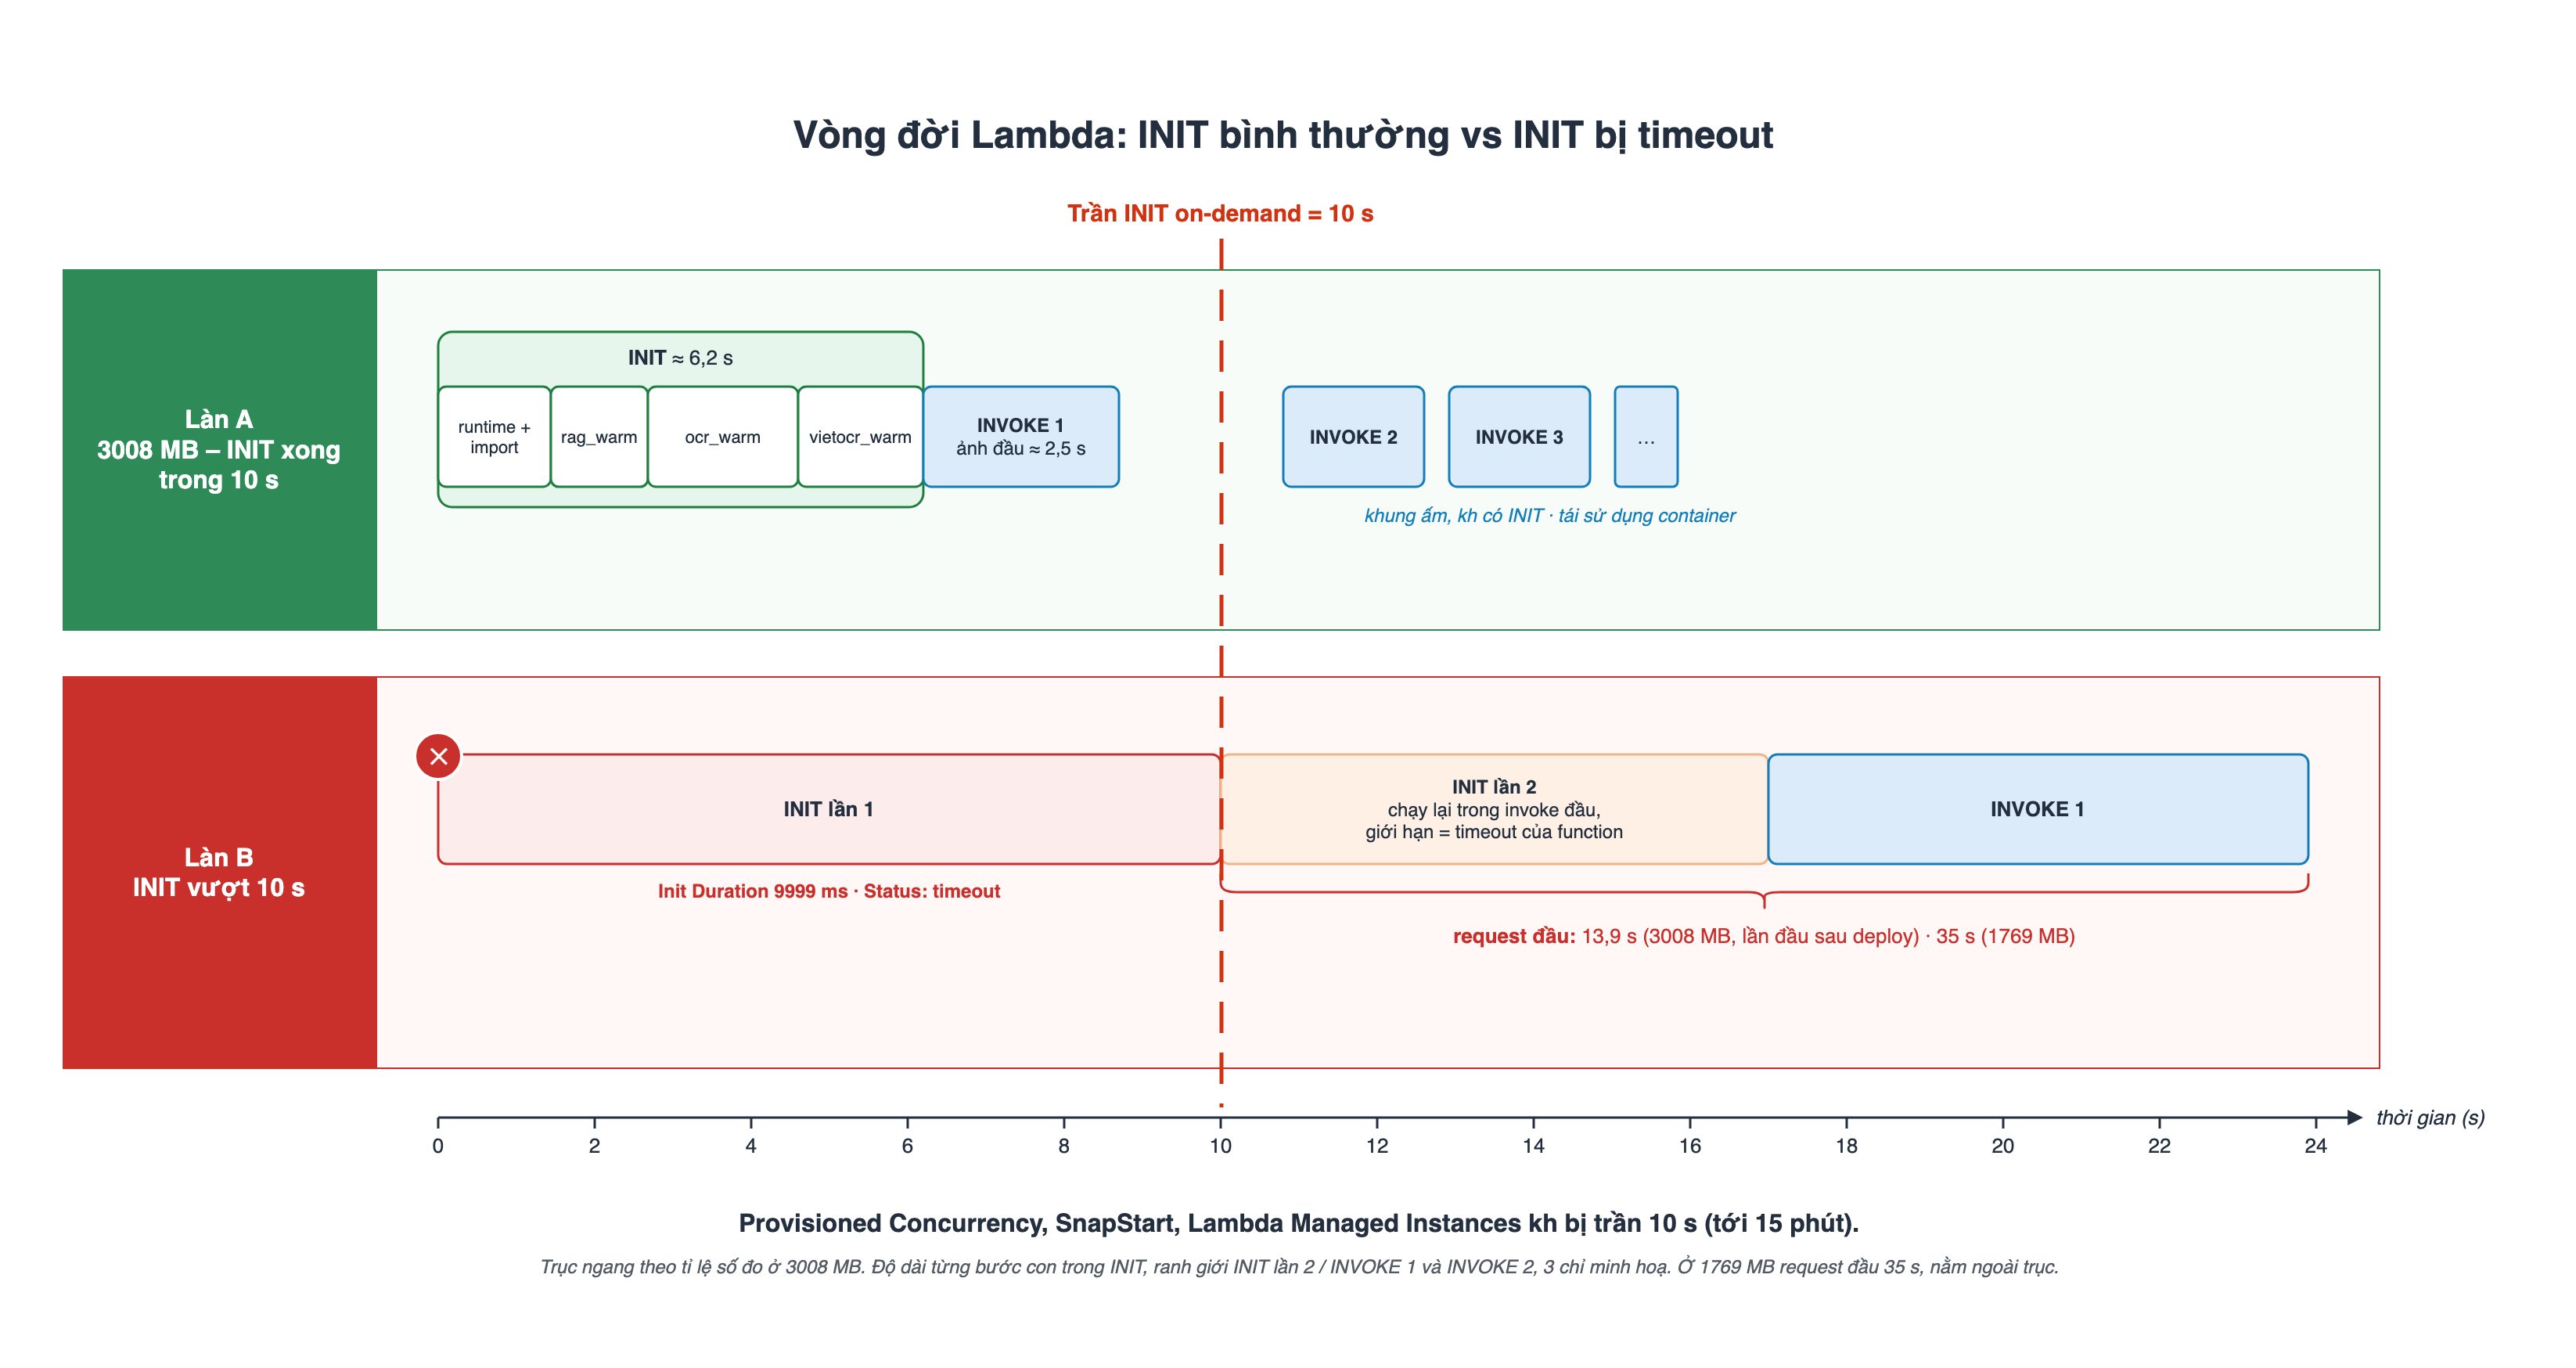 Vòng đời Lambda: INIT bình thường vs INIT bị timeout
Trần INIT on-demand = 10 s
Làn A
3008 MB – INIT xong
trong 10 s
INIT ≈ 6,2 s
runtime +
import
rag_warm
ocr_warm
vietocr_warm
INVOKE 1
ảnh đầu ≈ 2,5 s
INVOKE 2
INVOKE 3
...
khung ấm, kh có INIT · tái sử dụng container
Làn B
INIT vượt 10 s
INIT lần 1
INIT lần 2
chạy lại trong invoke đầu,
giới hạn = timeout của function
INVOKE 1
Init Duration 9999 ms · Status: timeout
request đầu: 13,9 s (3008 MB, lần đầu sau deploy) · 35 s (1769 MB)
thời gian (s)
0 2 4 6 8 10 12 14 16 18 20 22 24
Provisioned Concurrency, SnapStart, Lambda Managed Instances kh bị trần 10 s (tới 15 phút).
Trục ngang theo tỉ lệ số đo ở 3008 MB. Độ dài từng bước con trong INIT, ranh giới INIT lần 2 / INVOKE 1 và INVOKE 2, 3 chỉ minh hoạ. Ở 1769 MB request đầu 35 s, nằm ngoài trục.